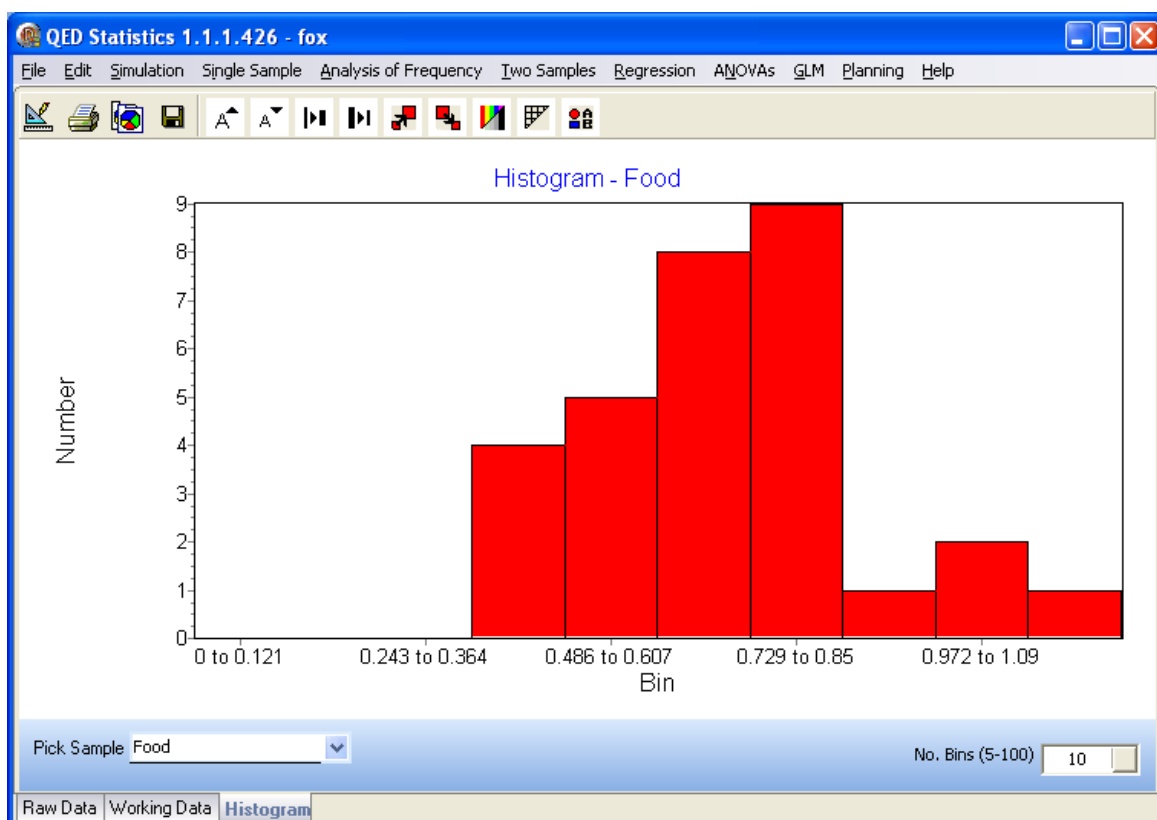 QED Statistics 1.1.1.426 - fox
File Edit Simulation Single Sample Analysis of Frequency Two Samples Regression ANOVAs GLM Planning Help
A A
A B
Histogram - Food
9
8
7
6
5
4
3
2
1
0
Number
0 to 0.121 0.243 to 0.364 0.486 to 0.607 0.729 to 0.85 0.972 to 1.09
Bin
Pick Sample Food
No. Bins (5-100) 10
Raw Data Working Data Histogram